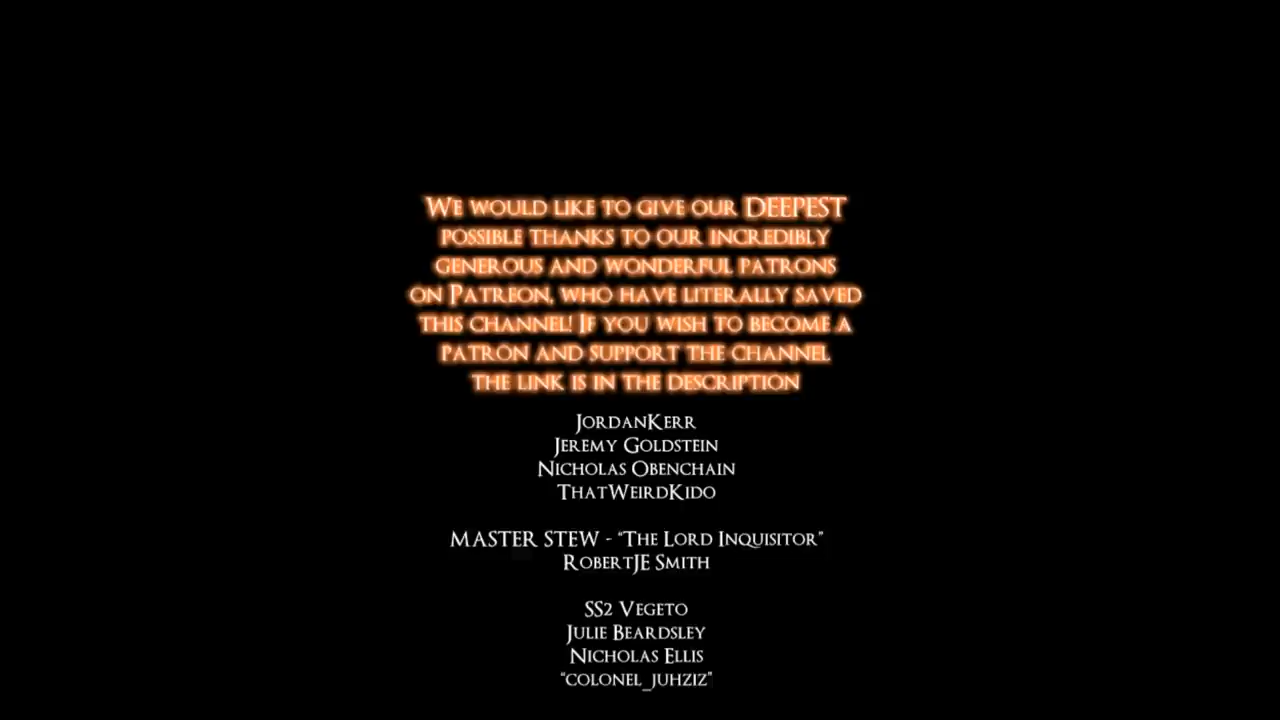 We would like to give our DEEPEST
possible thanks to our incredibly
generous and wonderful patrons
on Patreon, who have literally saved
this channel! If you wish to become a
patron and support the channel
the link is in the description
JordanKerr
Jeremy Goldstein
Nicholas Obenchain
ThatWeirdKido
MASTER STEW - “The Lord Inquisitor”
RobertJE Smith
SS2 Vegeto
Julie Beardsley
Nicholas Ellis
“colonel_juhziz”